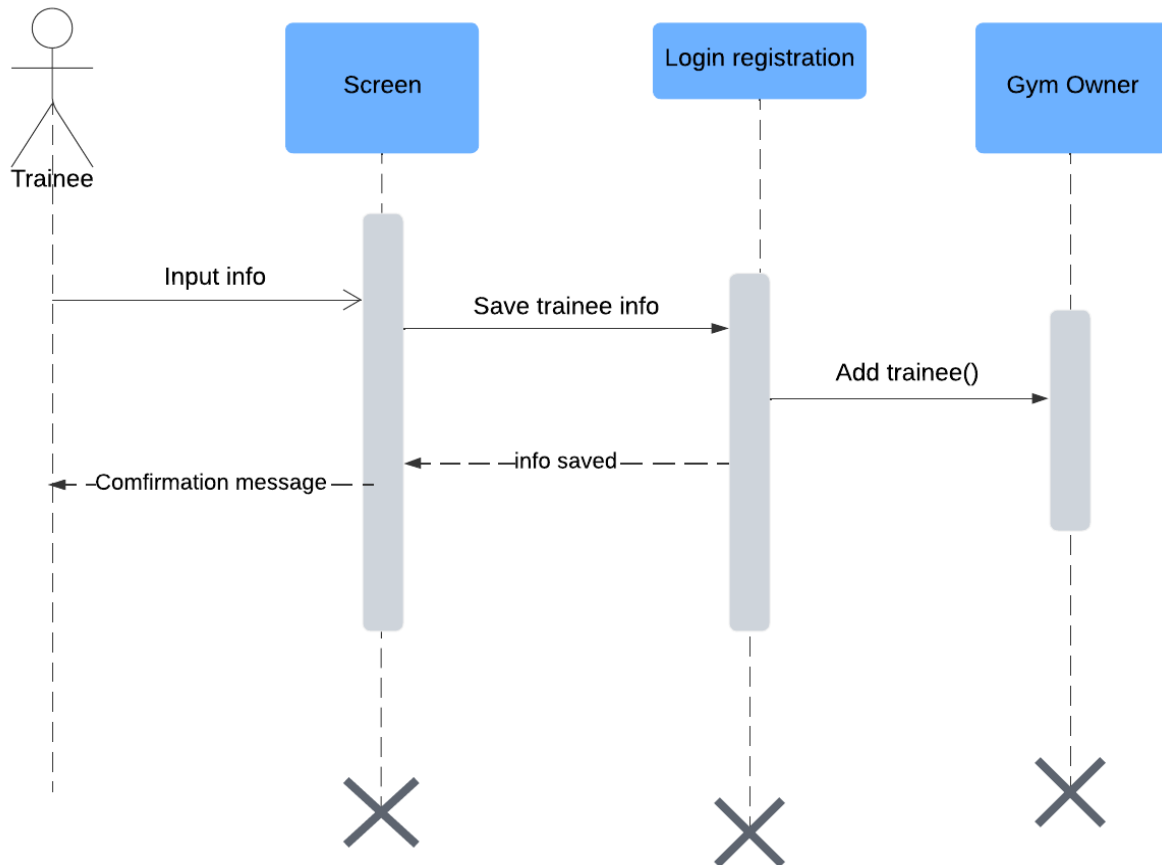 Screen
Login registration
Gym Owner
Trainee
Input info
Save trainee info
Add trainee()
info saved
Comfirmation message